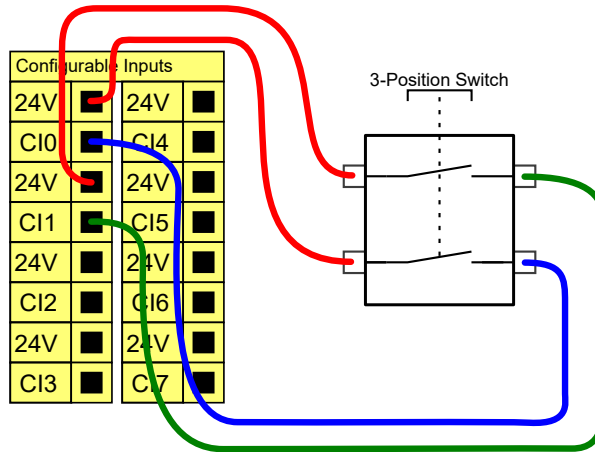 Configurable Inputs
24V 24V
CI0 CI4
24V 24V
CI1 CI5
24V 24V
CI2 CI6
24V 24V
CI3 CI7
3-Position Switch